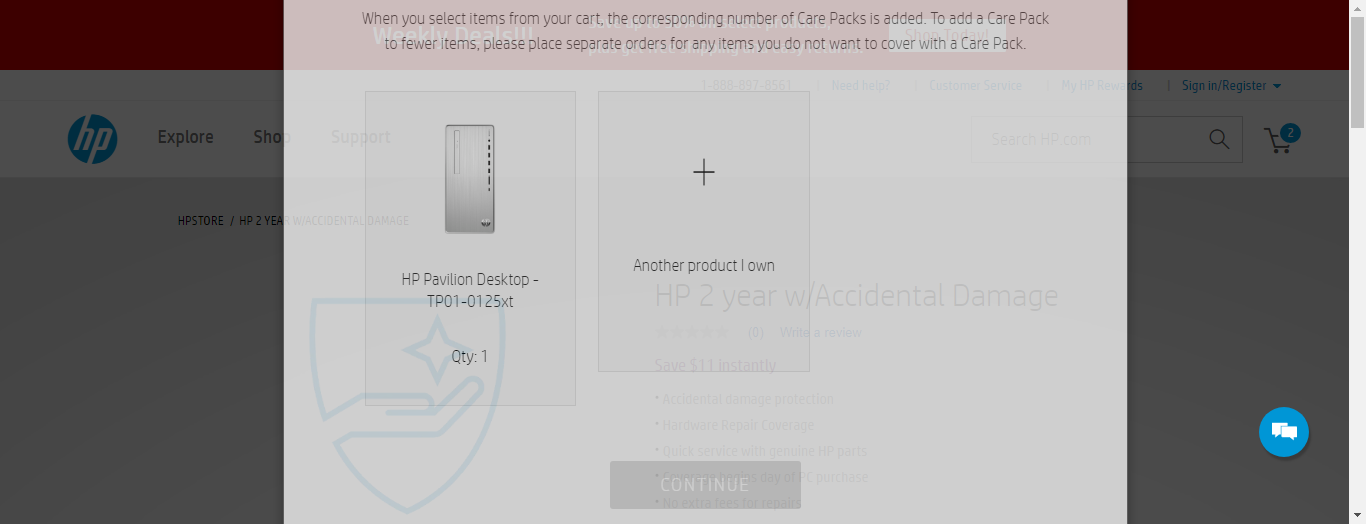 When you select items from your cart, the corresponding number of Care Packs is added. To add a Care Pack
to fewer items, please place separate orders for any items you do not want to cover with a Care Pack.
Weekly Deals!!!
Shop Today!
1-888-897-8561 | Need help? | Customer Service | My HP Rewards | Sign in/Register
hp
Explore
Shop
Support
Search HP.com
2
HPSTORE / HP 2 YEAR W/ACCIDENTAL DAMAGE
HP Pavilion Desktop -
TP01-0125xt
Qty: 1
Another product I own
HP 2 year w/Accidental Damage
(0) Write a review
Save $11 instantly
• Accidental damage protection
• Hardware Repair Coverage
• Quick service with genuine HP parts
• Coverage begins day of PC purchase
• No extra fees for repairs
CONTINUE